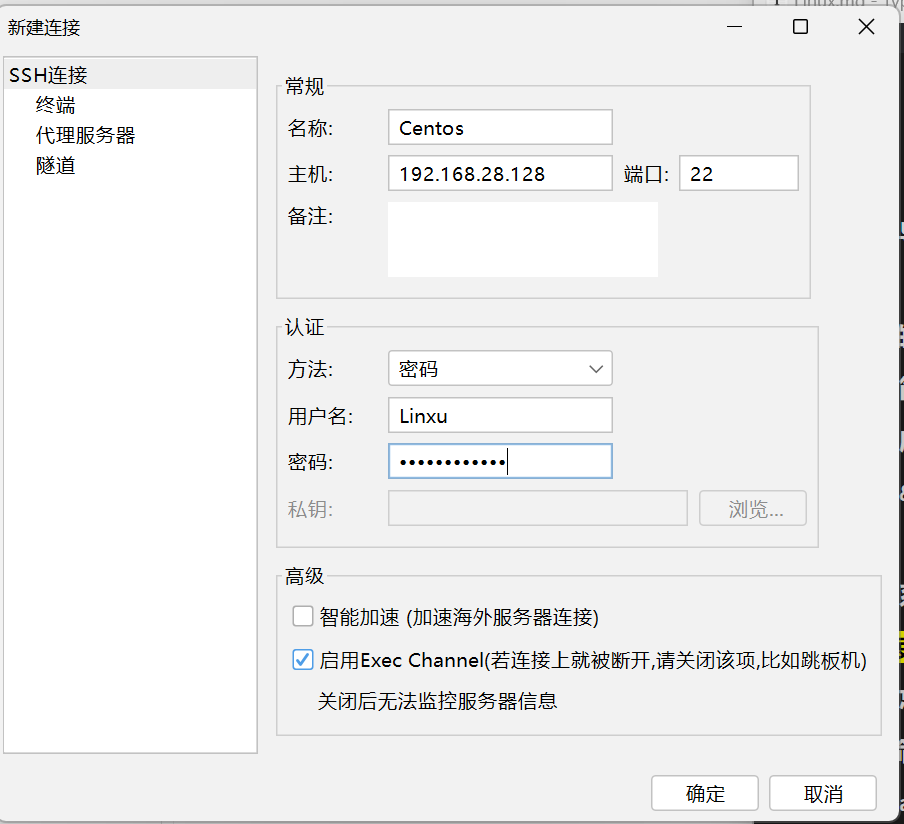 新建连接
SSH连接
终端
代理服务器
隧道
常规
名称: Centos
主机: 192.168.28.128 端口: 22
备注:
认证
方法: 密码
用户名: Linxu
密码: ••••••••••••
私钥: 浏览...
高级
智能加速 (加速海外服务器连接)
启用Exec Channel(若连接上就被断开,请关闭该项,比如跳板机)
关闭后无法监控服务器信息
确定 取消